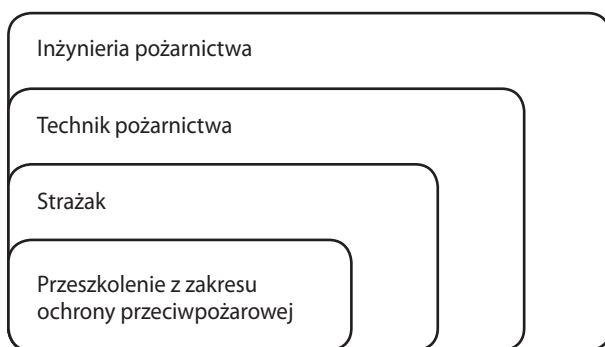 Inżynieria pożarnictwa
Technik pożarnictwa
Strażak
Przeszkolenie z zakresu
ochrony przeciwpożarowej